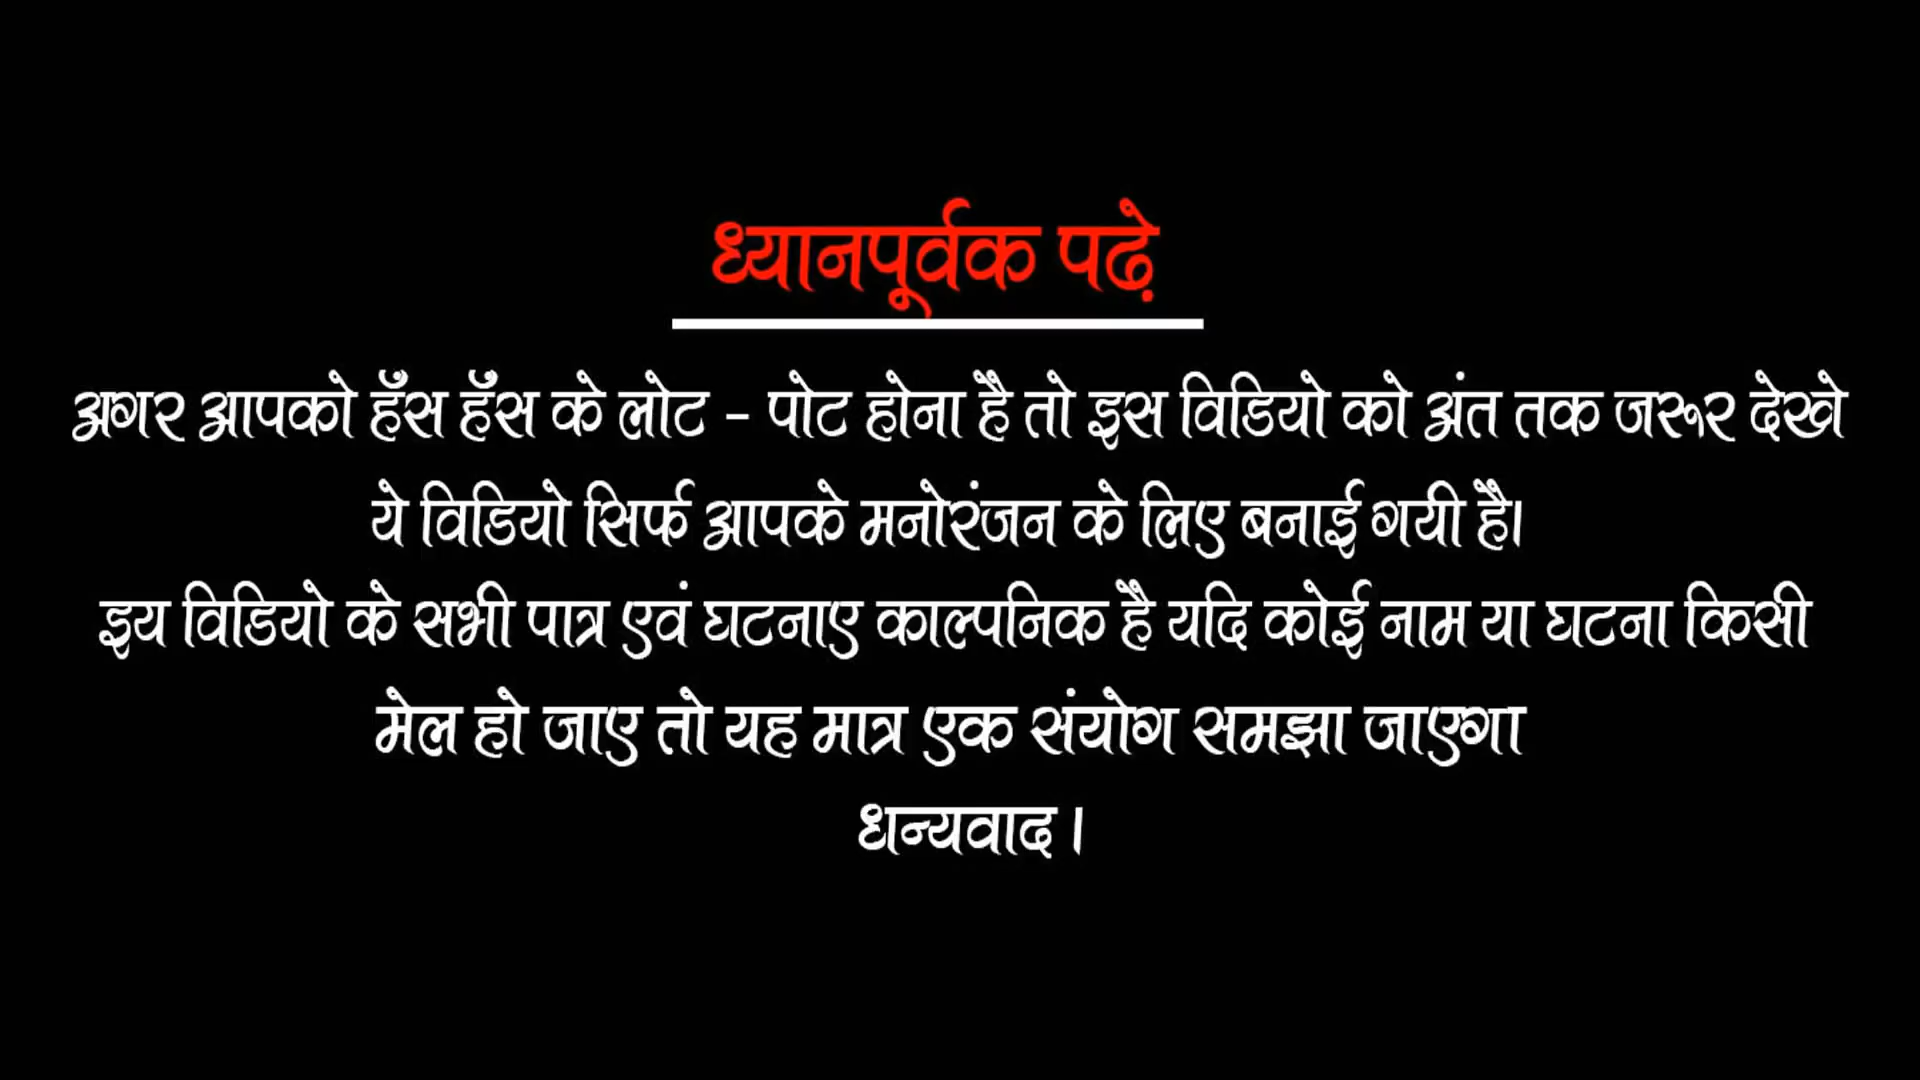 ध्यानपूर्वक पढ़े
अगर आपको हँस हँस के लोट - पोट होना है तो इस विडियो को अंत तक जरूर देखे
ये विडियो सिर्फ आपके मनोरंजन के लिए बनाई गयी है।
इय विडियो के सभी पात्र एवं घटनाए काल्पनिक है यदि कोई नाम या घटना किसी
मेल हो जाए तो यह मात्र एक संयोग समझा जाएगा
धन्यवाद ।